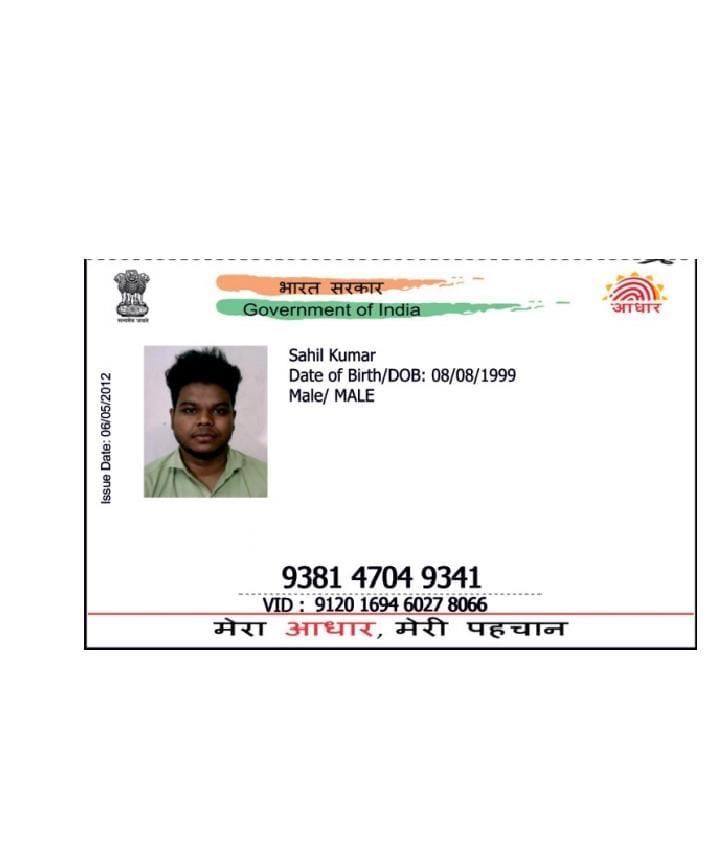 भारत सरकार
Government of India
आधार
सत्यमेव जयते
Issue Date: 06/05/2012
Sahil Kumar
Date of Birth/DOB: 08/08/1999
Male/ MALE
9381 4704 9341
VID : 9120 1694 6027 8066
मेरा आधार, मेरी पहचान